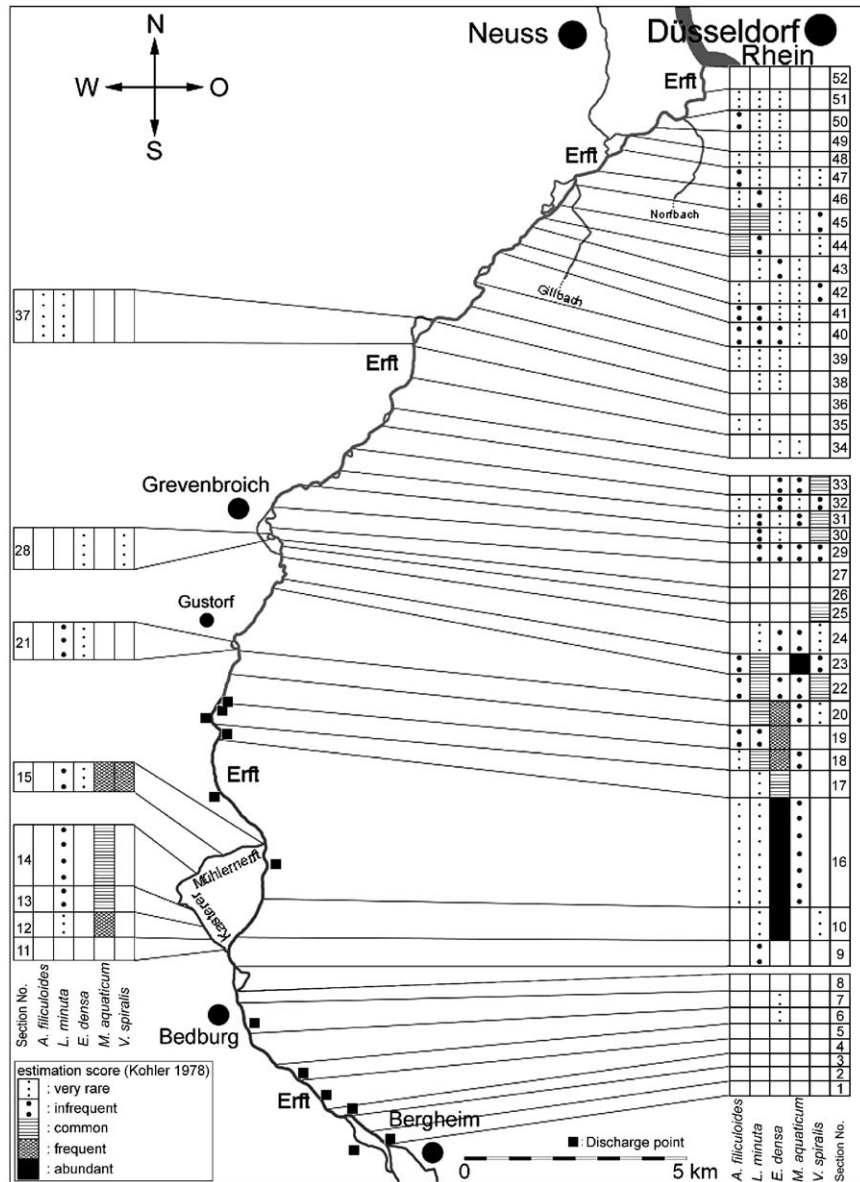 N
W O
S
Neuss
Düsseldorf
Rhein
Erft
Erft
Norfbach
Gillbach
Erft
Grevenbroich
Gustorf
Erft
Mühlenerft
Kasterer
Bedburg
Erft
Bergheim
■: Discharge point
0 5 km
37
28
21
15
14
13
12
11
Section No.
A. filiculoides
L. minuta
E. densa
M. aquaticum
V. spiralis
estimation score (Kohler 1978)
: very rare
: infrequent
: common
: frequent
: abundant
52
51
50
49
48
47
46
45
44
43
42
41
40
39
38
36
35
34
33
32
31
30
29
27
26
25
24
23
22
20
19
18
17
16
10
9
8
7
6
5
4
3
2
1
A. filiculoides
L. minuta
E. densa
M. aquaticum
V. spiralis
Section No.